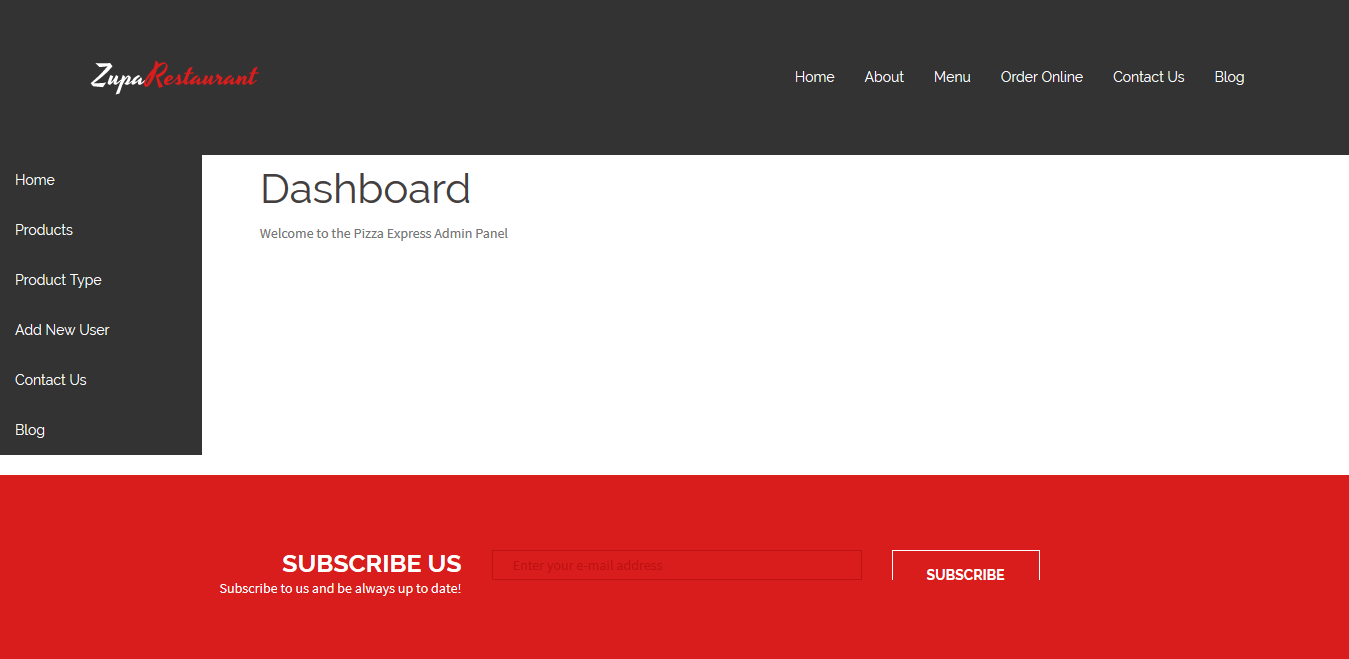 ZupaRestaurant
Home About Menu Order Online Contact Us Blog
Home
Products
Product Type
Add New User
Contact Us
Blog
Dashboard
Welcome to the Pizza Express Admin Panel
SUBSCRIBE US
Subscribe to us and be always up to date!
Enter your e-mail address
SUBSCRIBE